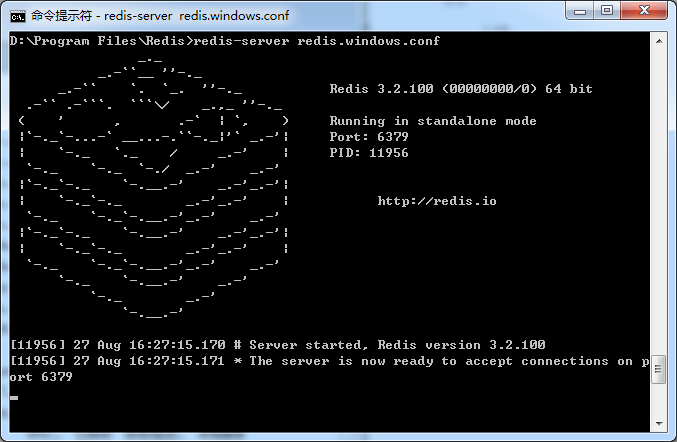 命令提示符 - redis-server  redis.windows.conf
D:\Program Files\Redis>redis-server redis.windows.conf
Redis 3.2.100 (00000000/0) 64 bit
Running in standalone mode
Port: 6379
PID: 11956
http://redis.io
[11956] 27 Aug 16:27:15.170 # Server started, Redis version 3.2.100
[11956] 27 Aug 16:27:15.171 * The server is now ready to accept connections on p
ort 6379